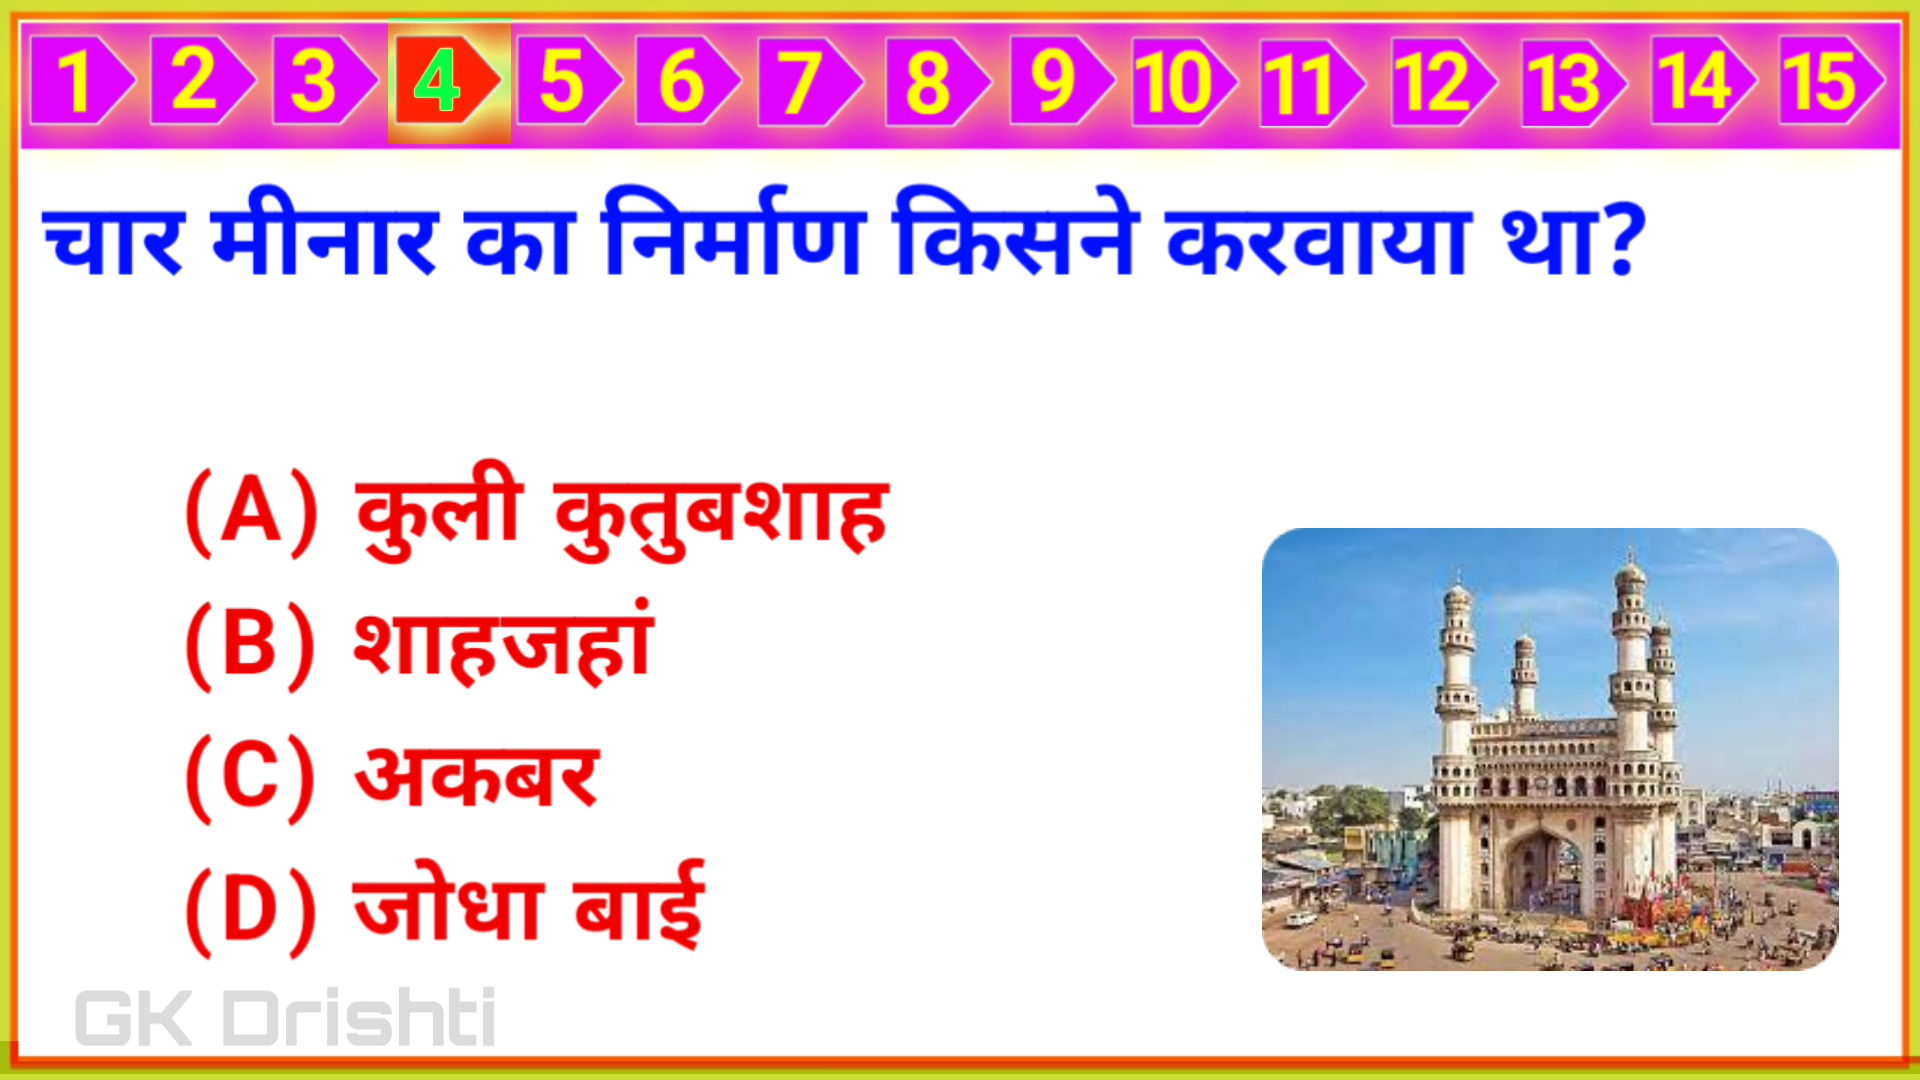 1 2 3 4 5 6 7 8 9 10 11 12 13 14 15
चार मीनार का निर्माण किसने करवाया था?
(A) कुली कुतुबशाह
(B) शाहजहां
(C) अकबर
(D) जोधा बाई
GK Drishti